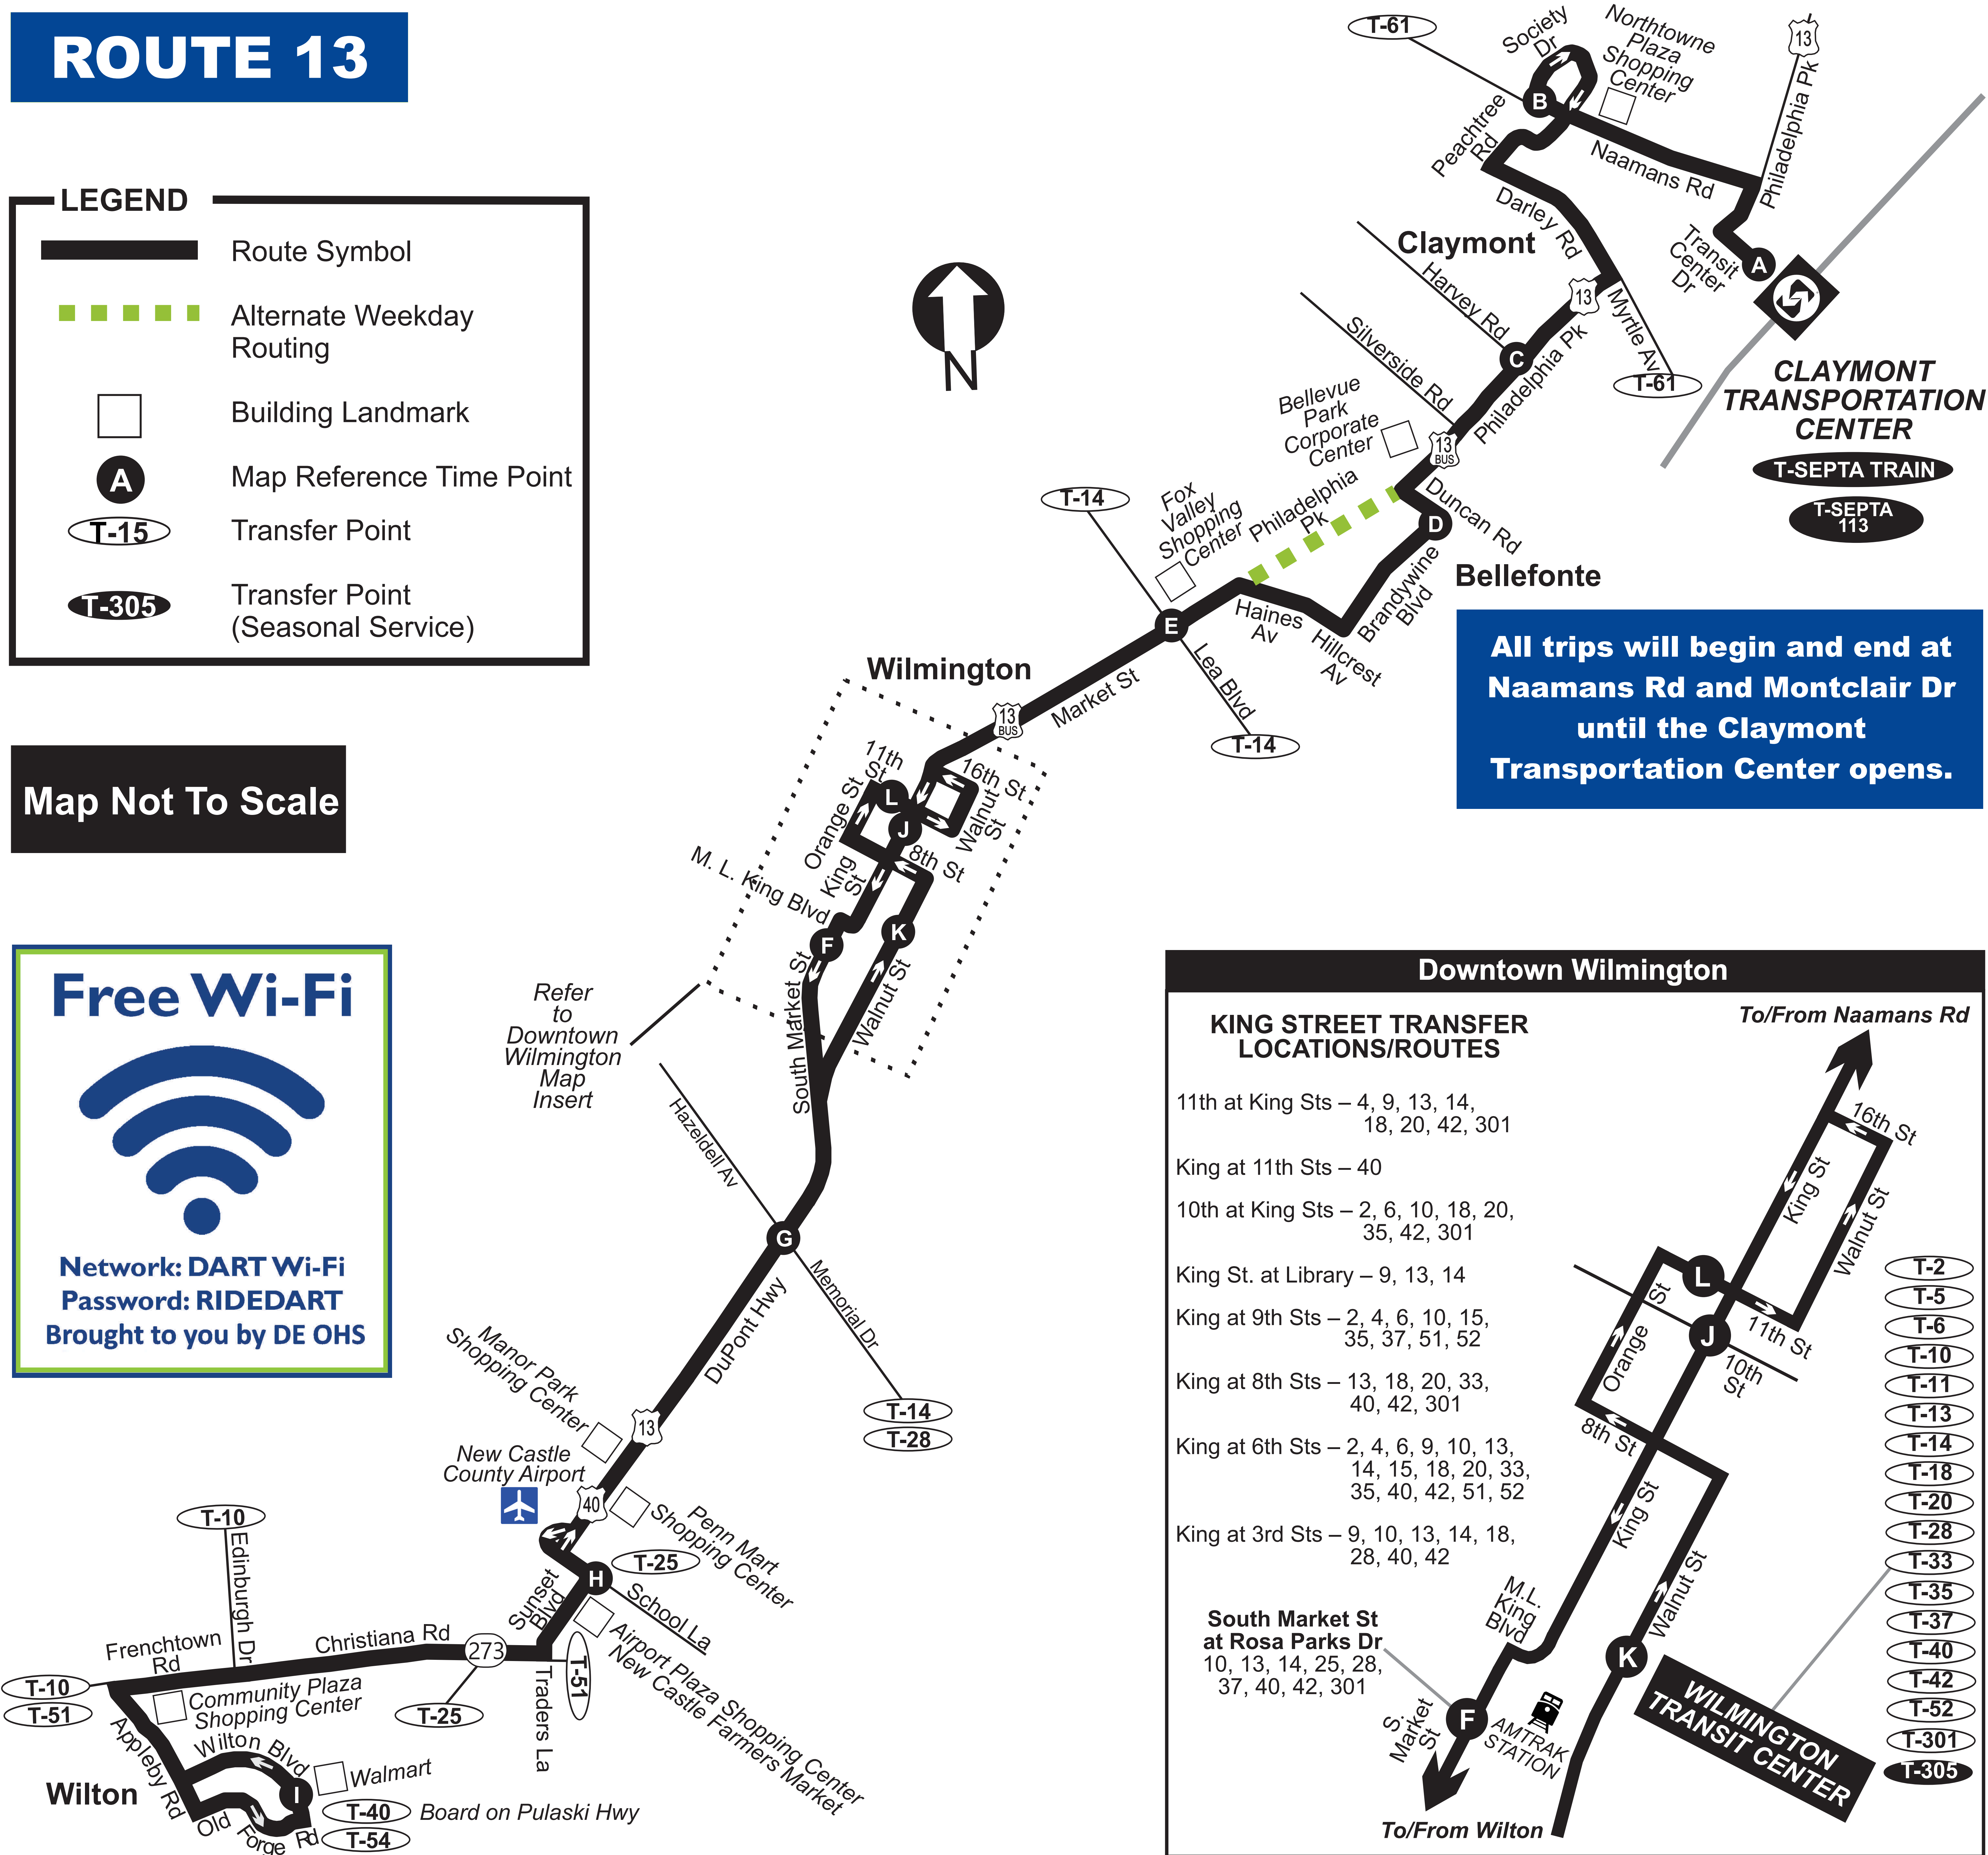 ROUTE 13
LEGEND
Route Symbol
Alternate Weekday
Routing
Building Landmark
A
Map Reference Time Point
T-15
Transfer Point
T-305
Transfer Point
(Seasonal Service)
Map Not To Scale
Free Wi-Fi
Network: DART Wi-Fi
Password: RIDEDART
Brought to you by DE OHS
N
T-61
Society
Dr
Northtowne
Plaza
Shopping
Center
13
Philadelphia Pk
B
Peachtree
Rd
Naamans Rd
Darley Rd
Transit
Center
Dr
A
Claymont
Harvey Rd
13
Myrtle Av
T-61
C
Silverside Rd
Philadelphia Pk
CLAYMONT
TRANSPORTATION
CENTER
T-SEPTA TRAIN
T-SEPTA
113
Bellevue
Park
Corporate
Center
13
BUS
Duncan Rd
D
Philadelphia
Pk
Fox
Valley
Shopping
Center
T-14
Brandywine
Blvd
Bellefonte
E
Haines
Av
Hillcrest
Av
Lea Blvd
T-14
All trips will begin and end at
Naamans Rd and Montclair Dr
until the Claymont
Transportation Center opens.
Wilmington
Market St
13
BUS
11th
St
16th St
L
Orange St
Walnut
St
J
8th St
King
St
M. L. King Blvd
F
K
South Market St
Walnut St
Refer
to
Downtown
Wilmington
Map
Insert
Hazeldell Av
G
Memorial Dr
DuPont Hwy
T-14
T-28
Manor Park
Shopping Center
13
New Castle
County Airport
40
Penn Mart
Shopping Center
T-25
H
School La
Sunset
Blvd
Airport Plaza Shopping Center
New Castle Farmers Market
T-10
Edinburgh Dr
Frenchtown
Rd
Christiana Rd
273
T-51
Traders La
T-25
T-10
T-51
Community Plaza
Shopping Center
Appleby Rd
Wilton Blvd
Walmart
Wilton
I
Old
Forge
Rd
T-40
Board on Pulaski Hwy
T-54
Downtown Wilmington
KING STREET TRANSFER
LOCATIONS/ROUTES
11th at King Sts – 4, 9, 13, 14,
18, 20, 42, 301
King at 11th Sts – 40
10th at King Sts – 2, 6, 10, 18, 20,
35, 42, 301
King St. at Library – 9, 13, 14
King at 9th Sts – 2, 4, 6, 10, 15,
35, 37, 51, 52
King at 8th Sts – 13, 18, 20, 33,
40, 42, 301
King at 6th Sts – 2, 4, 6, 9, 10, 13,
14, 15, 18, 20, 33,
35, 40, 42, 51, 52
King at 3rd Sts – 9, 10, 13, 14, 18,
28, 40, 42
South Market St
at Rosa Parks Dr
10, 13, 14, 25, 28,
37, 40, 42, 301
To/From Naamans Rd
16th St
King St
Walnut St
L
11th St
J
10th
St
Orange
St
8th St
King St
Walnut St
M.L.
King
Blvd
K
F
S.
Market
St
AMTRAK
STATION
WILMINGTON
TRANSIT CENTER
To/From Wilton
T-2
T-5
T-6
T-10
T-11
T-13
T-14
T-18
T-20
T-28
T-33
T-35
T-37
T-40
T-42
T-52
T-301
T-305